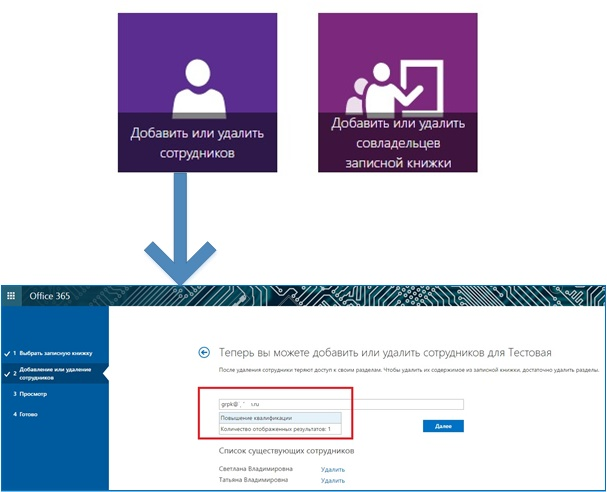 Добавить или удалить
сотрудников
Добавить или удалить
совладельцев
записной книжки
Office 365
1 Выбрать записную книжку
2 Добавление или удаление
сотрудников
3 Просмотр
4 Готово
Теперь вы можете добавить или удалить сотрудников для Тестовая
После удаления сотрудники теряют доступ к своим разделам. Чтобы удалить их содержимое из записной книжки, достаточно удалить разделы.
grpk@
Повышение квалификации
Количество отображенных результатов: 1
Далее
Список существующих сотрудников
Светлана Владимировна Удалить
Татьяна Владимировна Удалить